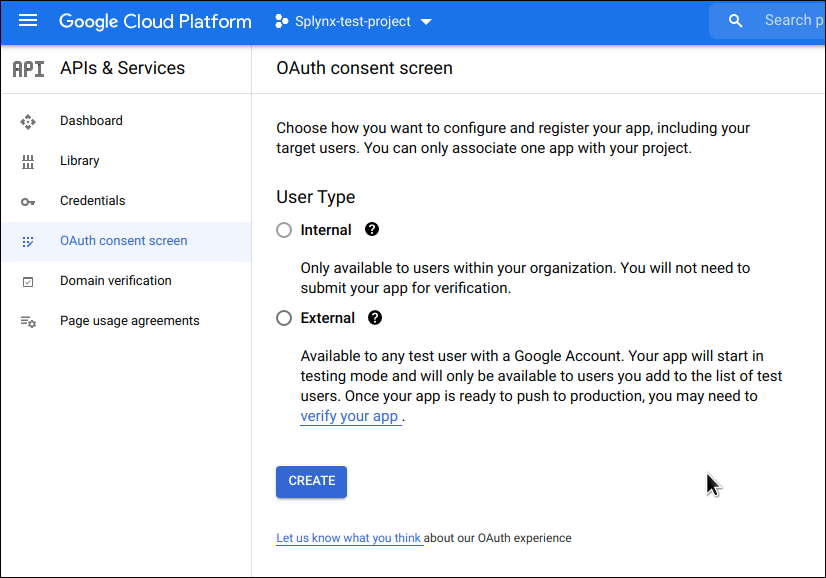 Google Cloud Platform
Splynx-test-project
Search p
API
APIs & Services
OAuth consent screen
Dashboard
Library
Credentials
OAuth consent screen
Domain verification
Page usage agreements
Choose how you want to configure and register your app, including your
target users. You can only associate one app with your project.
User Type
Internal ?
Only available to users within your organization. You will not need to
submit your app for verification.
External ?
Available to any test user with a Google Account. Your app will start in
testing mode and will only be available to users you add to the list of test
users. Once your app is ready to push to production, you may need to
verify your app .
CREATE
Let us know what you think about our OAuth experience